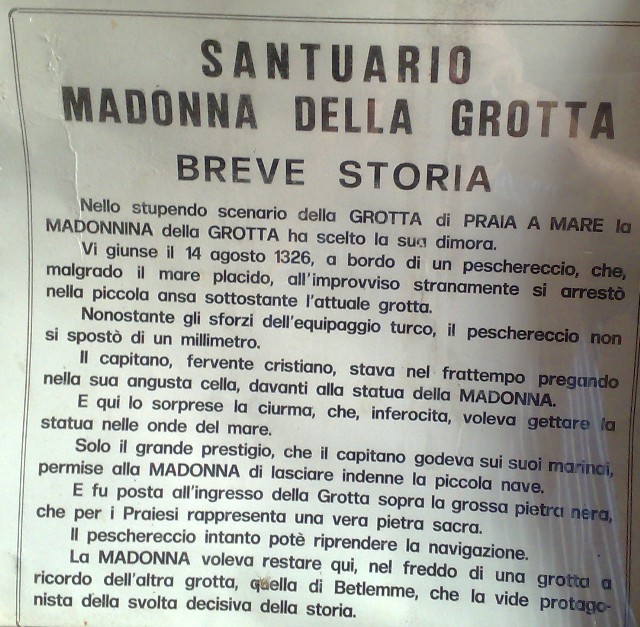 SANTUARIO
MADONNA DELLA GROTTA
BREVE STORIA
Nello stupendo scenario della GROTTA di PRAIA A MARE la
MADONNINA della GROTTA ha scelto la sua dimora.
Vi giunse il 14 agosto 1326, a bordo di un peschereccio, che,
malgrado il mare placido, all'improvviso stranamente si arrestò
nella piccola ansa sottostante l'attuale grotta.
Nonostante gli sforzi dell'equipaggio turco, il peschereccio non
si spostò di un millimetro.
Il capitano, fervente cristiano, stava nel frattempo pregando
nella sua angusta cella, davanti alla statua della MADONNA.
E qui lo sorprese la ciurma, che, inferocita, voleva gettare la
statua nelle onde del mare.
Solo il grande prestigio, che il capitano godeva sui suoi marinai,
permise alla MADONNA di lasciare indenne la piccola nave.
E fu posta all'ingresso della Grotta sopra la grossa pietra nera,
che per i Praiesi rappresenta una vera pietra sacra.
Il peschereccio intanto potè riprendere la navigazione.
La MADONNA voleva restare qui, nel freddo di una grotta a
ricordo dell'altra grotta, quella di Betlemme, che la vide protago-
nista della svolta decisiva della storia.